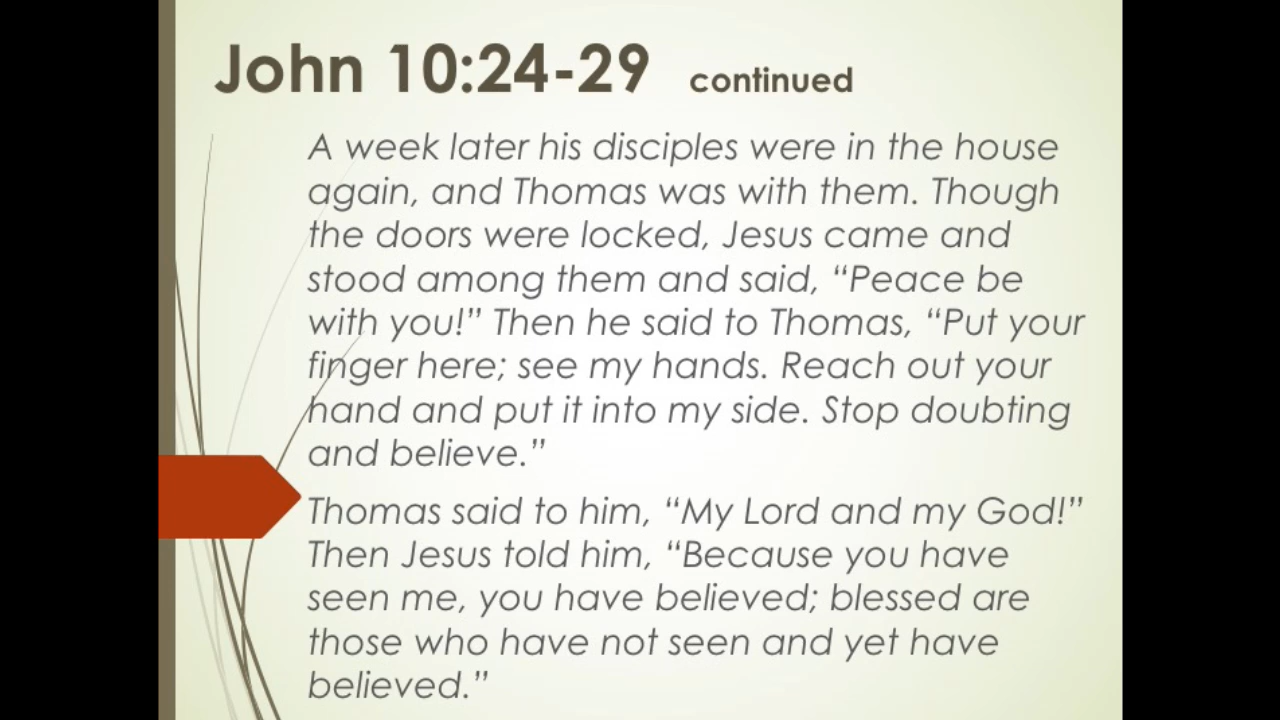 John 10:24-29 continued
A week later his disciples were in the house
again, and Thomas was with them. Though
the doors were locked, Jesus came and
stood among them and said, “Peace be
with you!” Then he said to Thomas, “Put your
finger here; see my hands. Reach out your
hand and put it into my side. Stop doubting
and believe.”
Thomas said to him, “My Lord and my God!”
Then Jesus told him, “Because you have
seen me, you have believed; blessed are
those who have not seen and yet have
believed.”